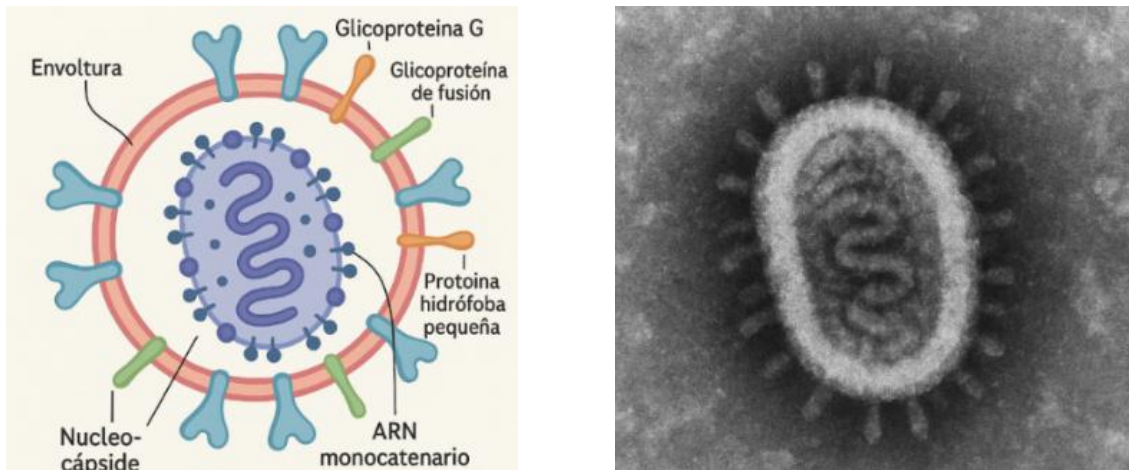 Glicoproteina G
Envoltura
Glicoproteína
de fusión
Protoina
hidrófoba
pequeña
Nucleo-
cápside
ARN
monocatenario